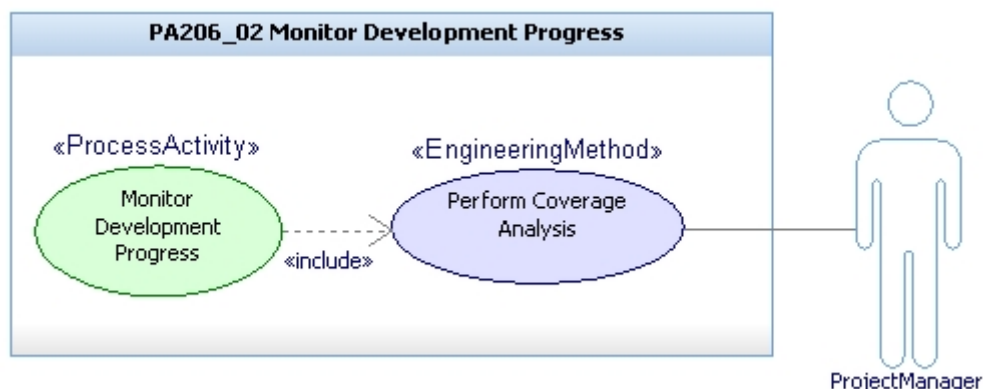 PA206_02 Monitor Development Progress
«ProcessActivity»
Monitor
Development
Progress
«include»
«EngineeringMethod»
Perform Coverage
Analysis
ProjectManager